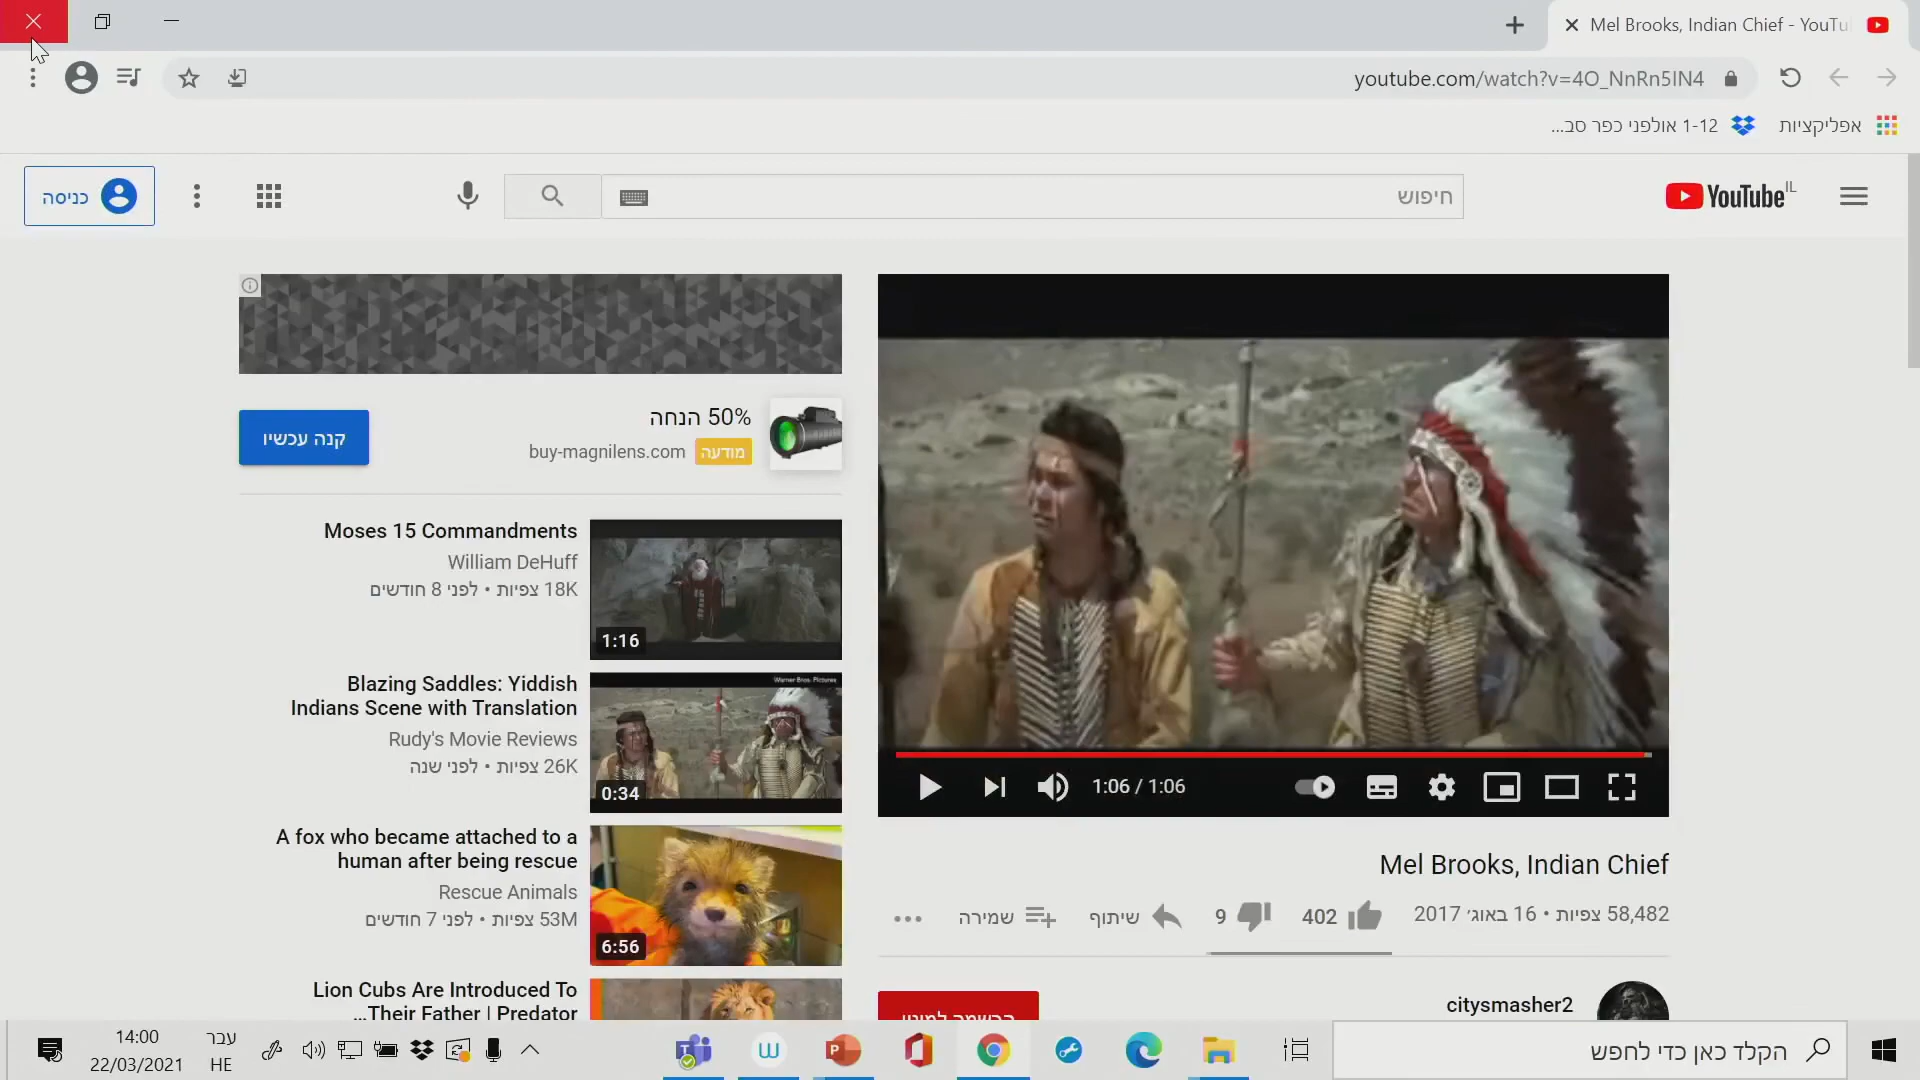 Mel Brooks, Indian Chief - YouTu
youtube.com/watch?v=4O_NnRn5IN4
אפליקציות
1-12 אולפני כפר סב...
YouTube IL
חיפוש
כניסה
50% הנחה
מודעה buy-magnilens.com
קנה עכשיו
Moses 15 Commandments
William DeHuff
18K צפיות • לפני 8 חודשים
1:16
Blazing Saddles: Yiddish
Indians Scene with Translation
Rudy's Movie Reviews
26K צפיות • לפני שנה
Warner Bros. Pictures
0:34
A fox who became attached to a
human after being rescue
Rescue Animals
53M צפיות • לפני 7 חודשים
6:56
Lion Cubs Are Introduced To
...Their Father | Predator
1:06 / 1:06
Mel Brooks, Indian Chief
58,482 צפיות • 16 באוג׳ 2017
402
9
שיתוף
שמירה
citysmasher2
הקלד כאן כדי לחפש
עבר
HE
14:00
22/03/2021